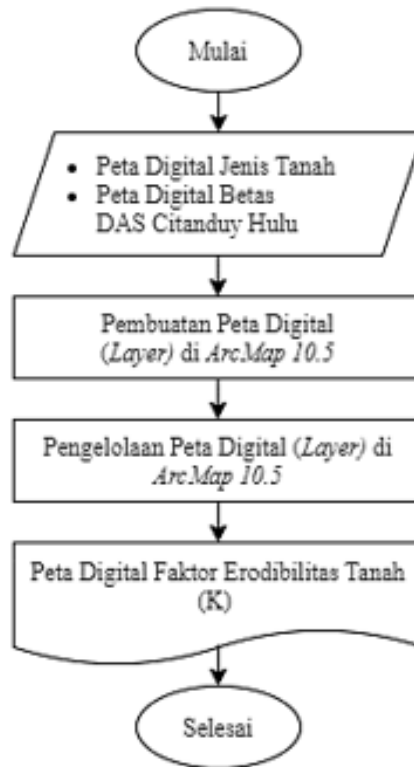 Mulai
• Peta Digital Jenis Tanah
• Peta Digital Betas
DAS Citanduy Hulu
Pembuatan Peta Digital
(Layer) di ArcMap 10.5
Pengelolaan Peta Digital (Layer) di
ArcMap 10.5
Peta Digital Faktor Erodibilitas Tanah
(K)
Selesai